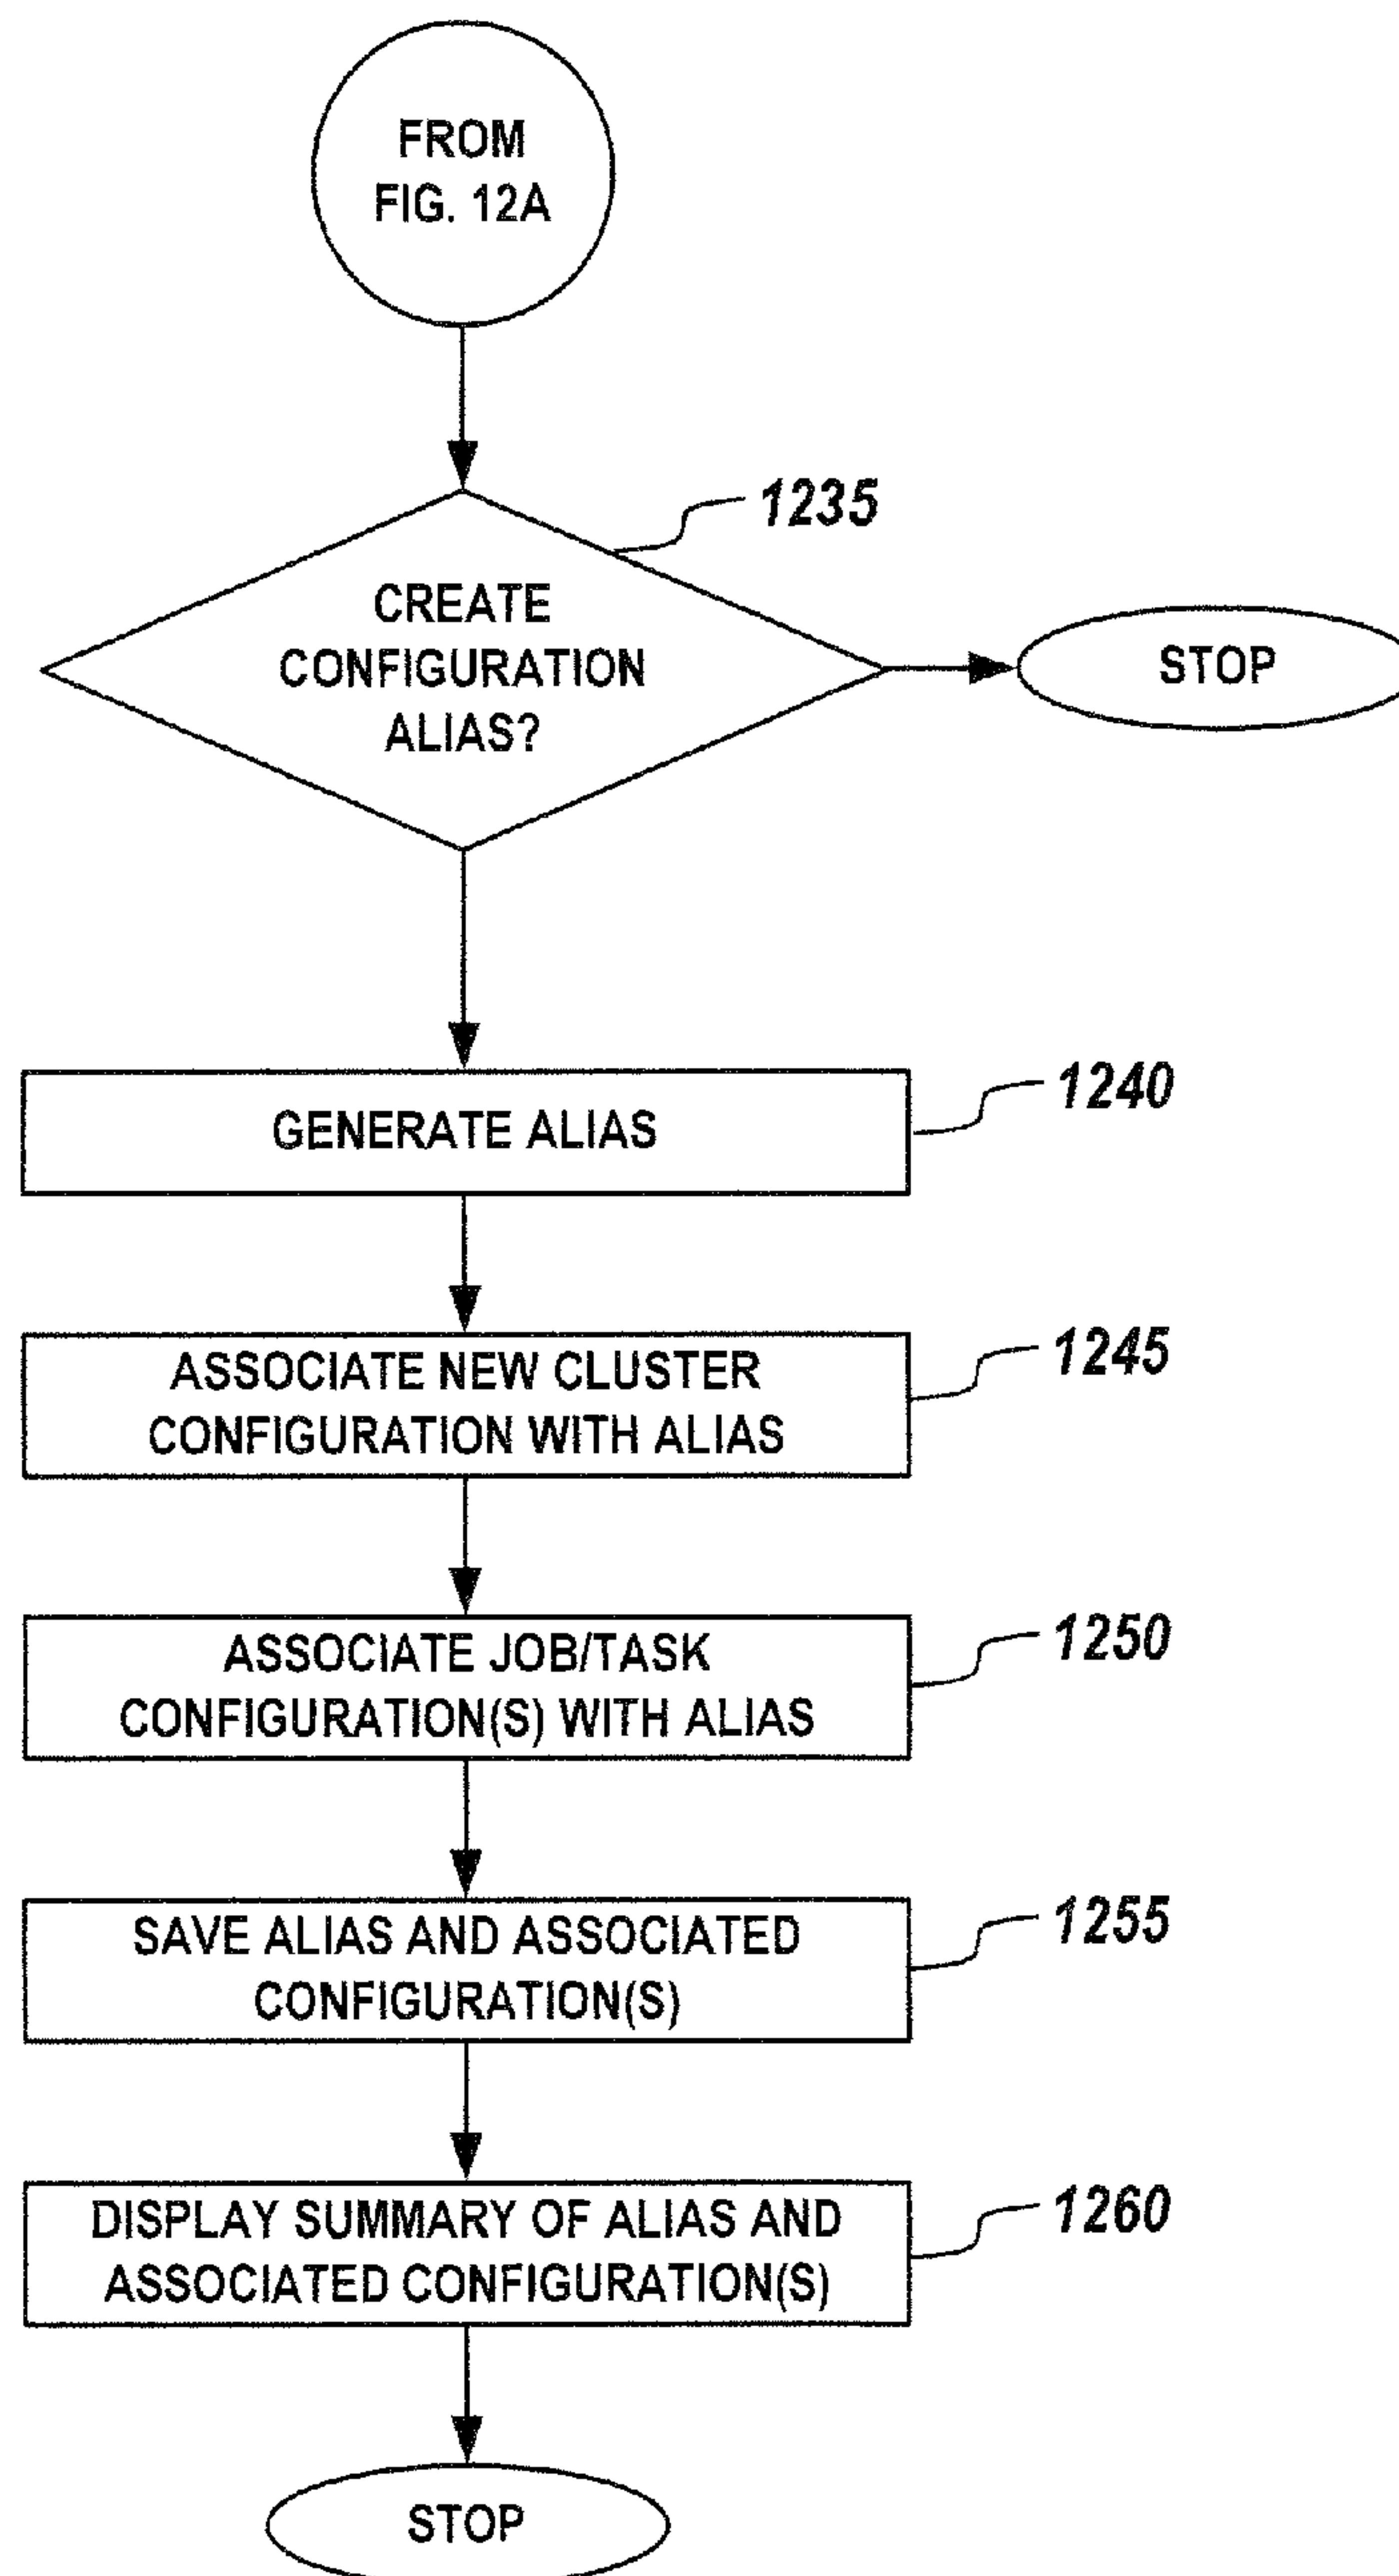 FROM
FIG. 12A
1235
CREATE
CONFIGURATION
ALIAS?
STOP
1240
GENERATE ALIAS
1245
ASSOCIATE NEW CLUSTER
CONFIGURATION WITH ALIAS
1250
ASSOCIATE JOB/TASK
CONFIGURATION(S) WITH ALIAS
1255
SAVE ALIAS AND ASSOCIATED
CONFIGURATION(S)
1260
DISPLAY SUMMARY OF ALIAS AND
ASSOCIATED CONFIGURATION(S)
STOP